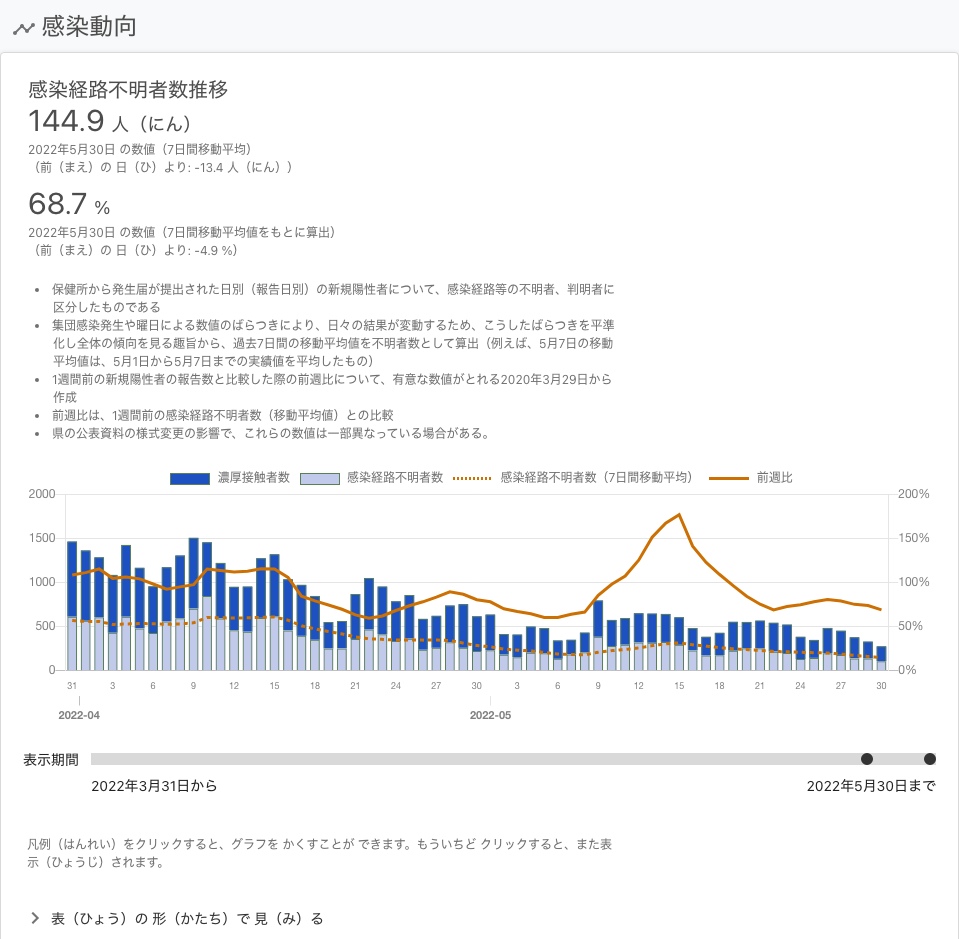 感染動向
感染経路不明者数推移
144.9 人（にん）
2022年5月30日 の数値（7日間移動平均）
（前（まえ）の 日（ひ）より: -13.4 人（にん））
68.7 %
2022年5月30日 の数値（7日間移動平均値をもとに算出）
（前（まえ）の 日（ひ）より: -4.9 %）
• 保健所から発生届が提出された日別（報告日別）の新規陽性者について、感染経路等の不明者、判明者に
区分したものである
• 集団感染発生や曜日による数値のばらつきにより、日々の結果が変動するため、こうしたばらつきを平準
化し全体の傾向を見る趣旨から、過去7日間の移動平均値を不明者数として算出（例えば、5月7日の移動
平均値は、5月1日から5月7日までの実績値を平均したもの）
• 1週間前の新規陽性者の報告数と比較した際の前週比について、有意な数値がとれる2020年3月29日から
作成
• 前週比は、1週間前の感染経路不明者数（移動平均値）との比較
• 県の公表資料の様式変更の影響で、これらの数値は一部異なっている場合がある。
濃厚接触者数 感染経路不明者数 感染経路不明者数（7日間移動平均） 前週比
2000 200%
1500 150%
1000 100%
500 50%
0 0%
31 3 6 9 12 15 18 21 24 27 30 3 6 9 12 15 18 21 24 27 30
2022-04 2022-05
表示期間
2022年3月31日から 2022年5月30日まで
凡例（はんれい）をクリックすると、グラフを かくすことが できます。もういちど クリックすると、また表
示（ひょうじ）されます。
表（ひょう）の 形（かたち）で 見（み）る